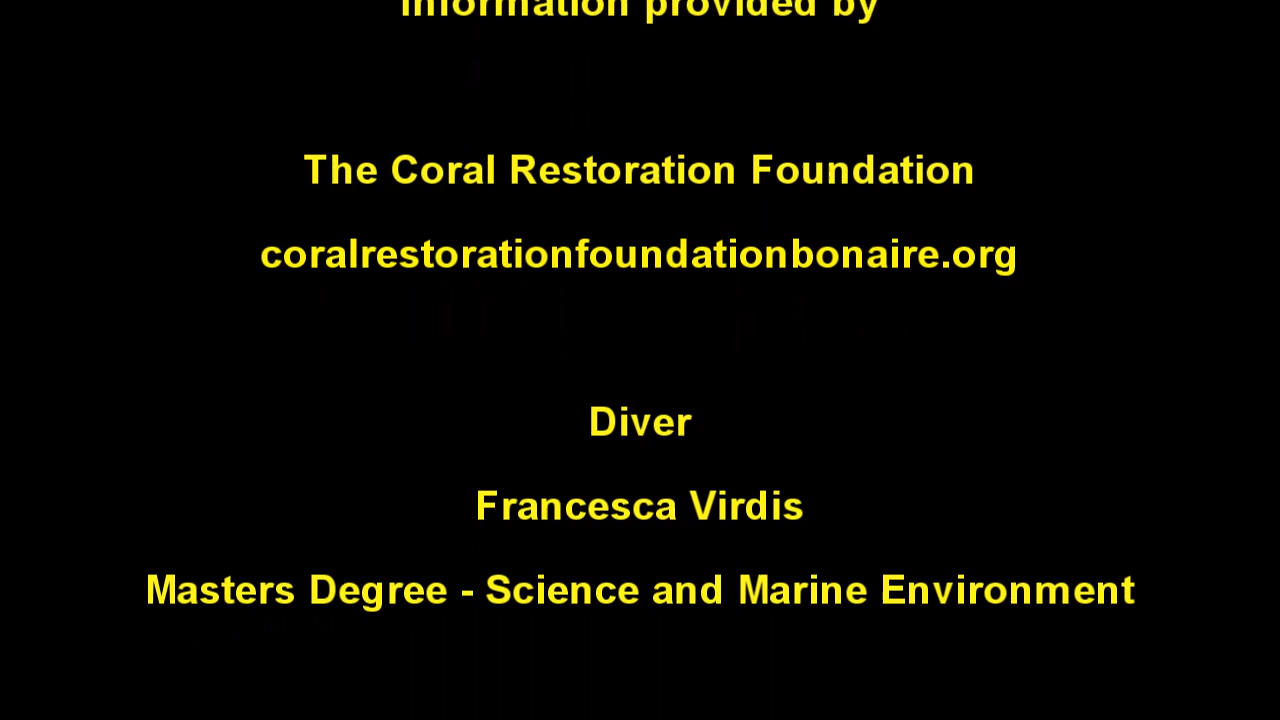 Information provided by
The Coral Restoration Foundation
coralrestorationfoundationbonaire.org
Diver
Francesca Virdis
Masters Degree - Science and Marine Environment